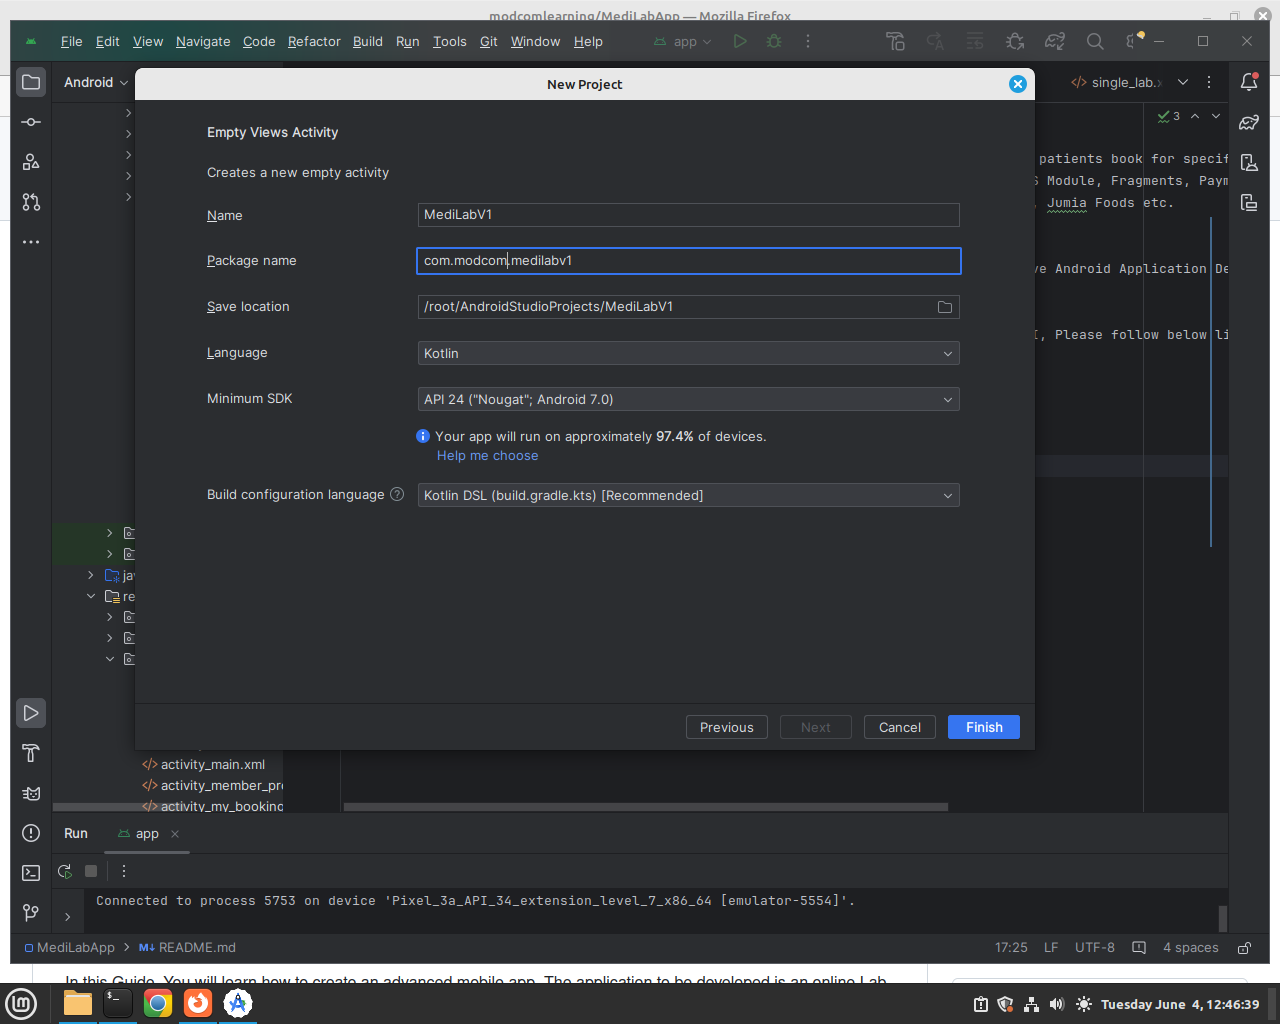 modcomlearning/MediLabApp — Mozilla Firefox
File Edit View Navigate Code Refactor Build Run Tools Git Window Help
app
Android
New Project
single_lab.x
Empty Views Activity
3
Creates a new empty activity
patients book for specif
Module, Fragments, Paym
Jumia Foods etc.
Name
MediLabV1
Package name
com.modcom.medilabv1
ve Android Application De
Save location
/root/AndroidStudioProjects/MediLabV1
I, Please follow below li
Language
Kotlin
Minimum SDK
API 24 ("Nougat"; Android 7.0)
Your app will run on approximately 97.4% of devices.
Help me choose
Build configuration language
Kotlin DSL (build.gradle.kts) [Recommended]
jav
re
Previous Next Cancel Finish
activity_main.xml
activity_member_pro
activity_my_booking
Run
app
Connected to process 5753 on device 'Pixel_3a_API_34_extension_level_7_x86_64 [emulator-5554]'.
MediLabApp > M↓ README.md
17:25 LF UTF-8 4 spaces
In this Guide, You will learn how to create an advanced mobile app. The application to be developed is an online Lab
Tuesday June 4, 12:46:39